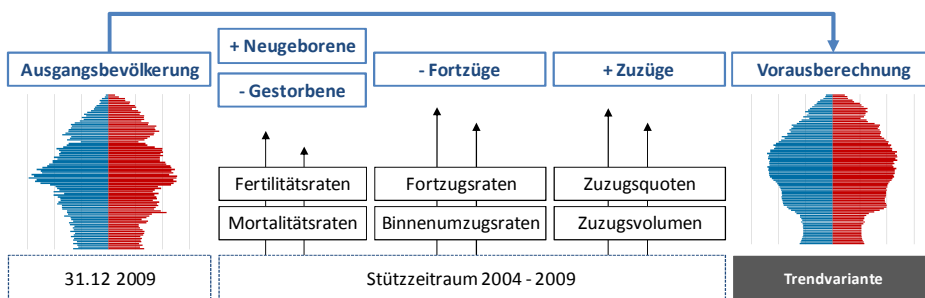 + Neugeborene
Ausgangsbevölkerung
- Gestorbene
- Fortzüge
+ Zuzüge
Vorausberechnung
Fertilitätsraten
Fortzugsraten
Zuzugsquoten
Mortalitätsraten
Binnenumzugsraten
Zuzugsvolumen
31.12 2009
Stützzeitraum 2004 - 2009
Trendvariante